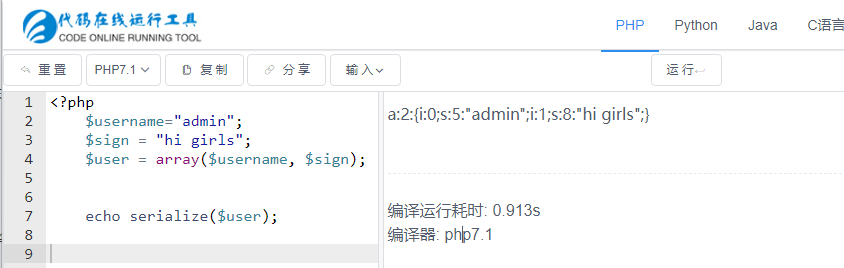 代码在线运行工具
CODE ONLINE RUNNING TOOL
PHP Python Java C语言
重置 PHP7.1 复制 分享 输入 运行
1 <?php
2 $username="admin";
3 $sign = "hi girls";
4 $user = array($username, $sign);
5
6
7 echo serialize($user);
8
9
a:2:{i:0;s:5:"admin";i:1;s:8:"hi girls";}
编译运行耗时: 0.913s
编译器: php7.1